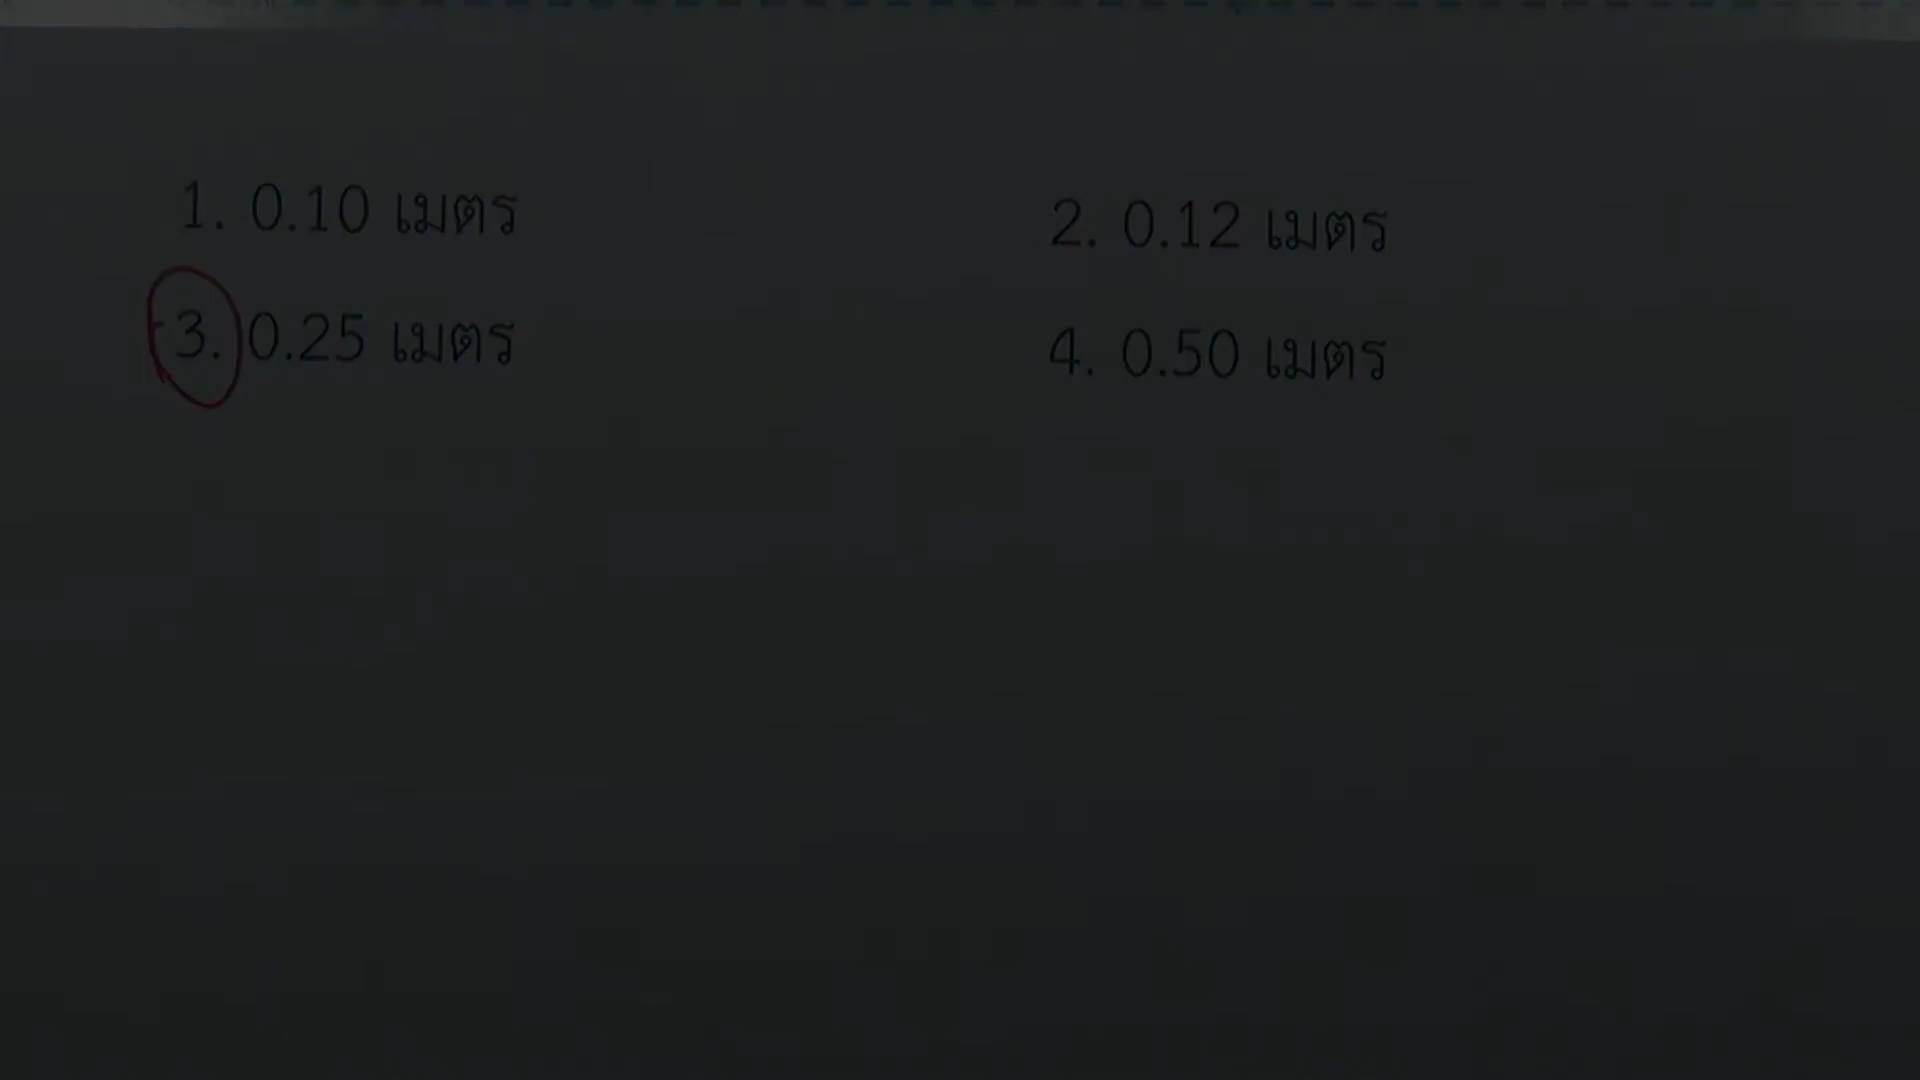 1. 0.10 เมตร 2. 0.12 เมตร
3. 0.25 เมตร 4. 0.50 เมตร